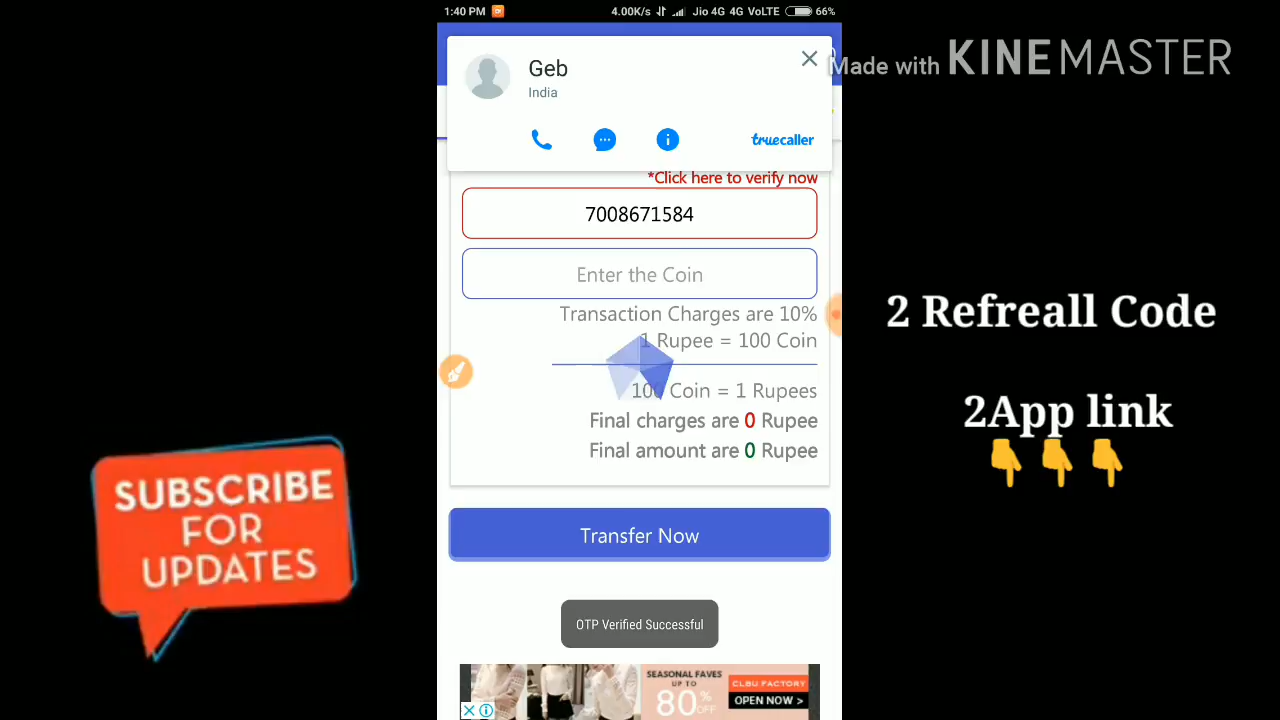 1:40 PM
4.00K/s
Jio 4G 4G VoLTE
66%
Made with KINEMASTER
Geb
India
truecaller
*Click here to verify now
7008671584
Enter the Coin
Transaction Charges are 10%
1 Rupee = 100 Coin
100 Coin = 1 Rupees
Final charges are 0 Rupee
Final amount are 0 Rupee
Transfer Now
OTP Verified Successful
SEASONAL FAVES
UP TO
80% OFF
CLBU FACTORY
OPEN NOW >
2 Refreall Code
2App link
👇👇👇
SUBSCRIBE
FOR
UPDATES